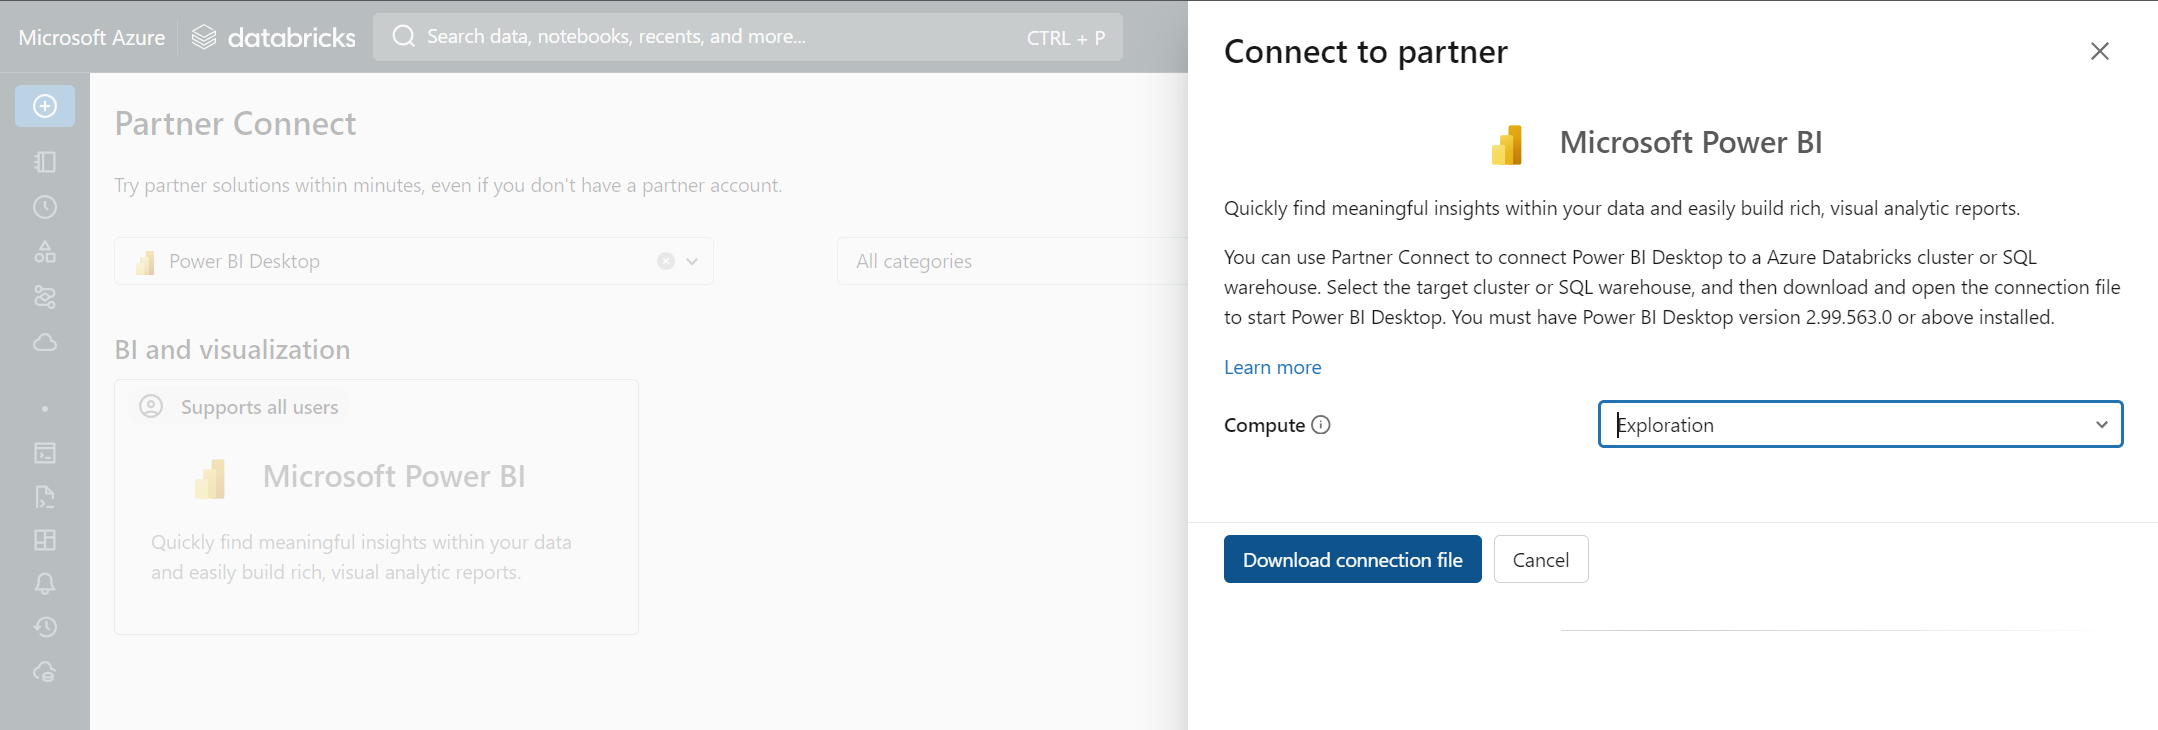 Microsoft Azure
databricks
Search data, notebooks, recents, and more...
CTRL + P
Partner Connect
Try partner solutions within minutes, even if you don't have a partner account.
Power BI Desktop
All categories
BI and visualization
Supports all users
Microsoft Power BI
Quickly find meaningful insights within your data
and easily build rich, visual analytic reports.
Connect to partner
Microsoft Power BI
Quickly find meaningful insights within your data and easily build rich, visual analytic reports.
You can use Partner Connect to connect Power BI Desktop to a Azure Databricks cluster or SQL
warehouse. Select the target cluster or SQL warehouse, and then download and open the connection file
to start Power BI Desktop. You must have Power BI Desktop version 2.99.563.0 or above installed.
Learn more
Compute
Exploration
Download connection file
Cancel